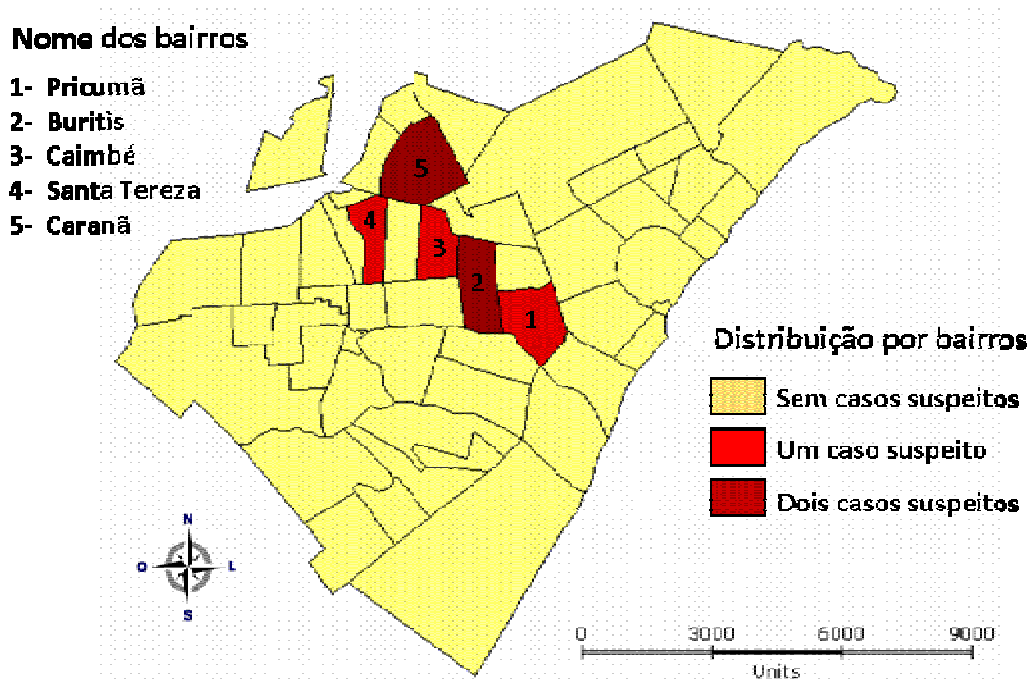 Nome dos bairros
1- Pricumã
2- Buritis
3- Caimbé
4- Santa Tereza
5- Caranã
5
4
3
2
1
Distribuição por bairros
Sem casos suspeitos
Um caso suspeito
Dois casos suspeitos
N
O L
S
0 3000 6000 9000
Units